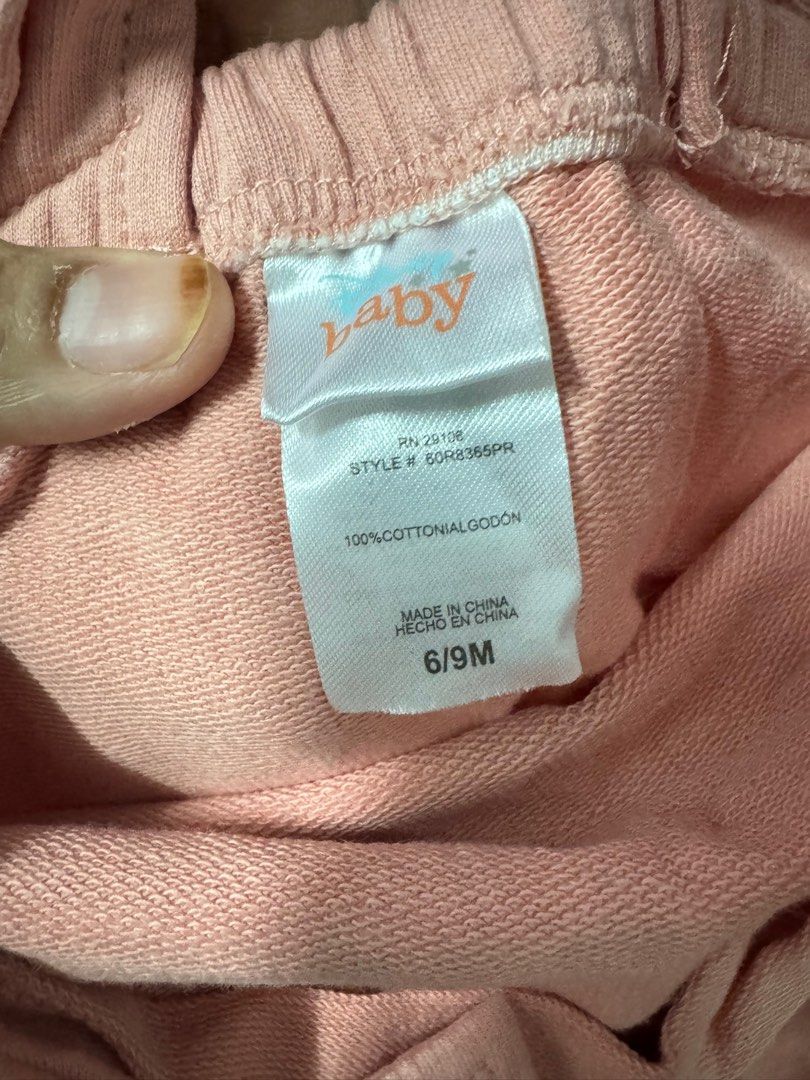 baby
RN 29106
STYLE # 60R8365PR
100%COTTON|ALGODÓN
MADE IN CHINA
HECHO EN CHINA
6/9M